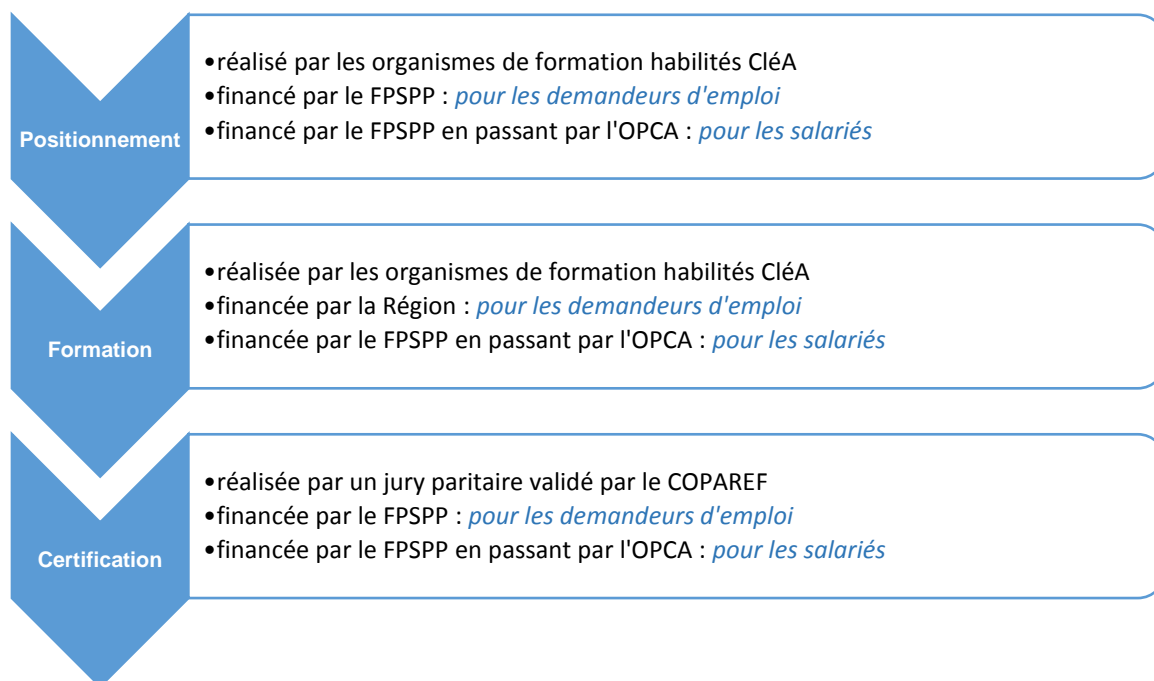 Positionnement
•réalisé par les organismes de formation habilités CléA
•financé par le FPSPP : pour les demandeurs d'emploi
•financé par le FPSPP en passant par l'OPCA : pour les salariés
Formation
•réalisée par les organismes de formation habilités CléA
•financée par la Région : pour les demandeurs d'emploi
•financée par le FPSPP en passant par l'OPCA : pour les salariés
Certification
•réalisée par un jury paritaire validé par le COPAREF
•financée par le FPSPP : pour les demandeurs d'emploi
•financée par le FPSPP en passant par l'OPCA : pour les salariés